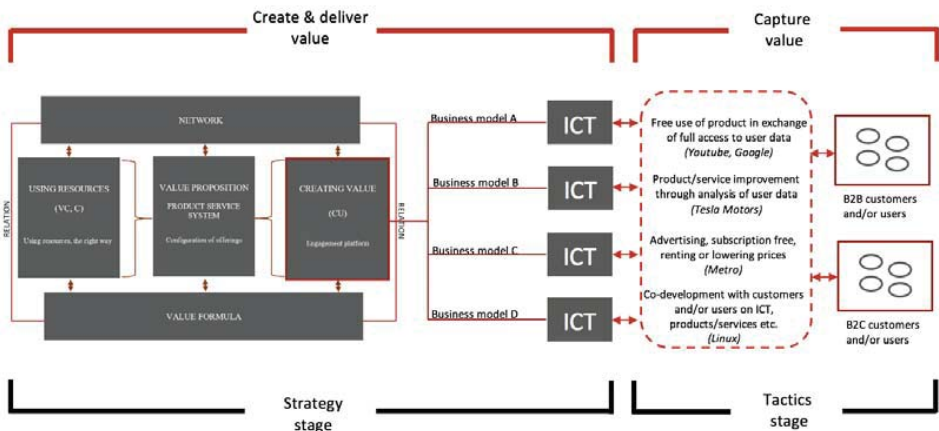 Create & deliver
value
Capture
value
NETWORK
RELATION
USING RESOURCES
(VC, C)
Using resources, the right way
VALUE PROPOSITION
PRODUCT SERVICE
SYSTEM
Configuration of offerings
CREATING VALUE
(CU)
Engagement platform
RELATION
VALUE FORMULA
Business model A
ICT
Business model B
ICT
Business model C
ICT
Business model D
ICT
Free use of product in exchange
of full access to user data
(Youtube, Google)
Product/service improvement
through analysis of user data
(Tesla Motors)
Advertising, subscription free,
renting or lowering prices
(Metro)
Co-development with customers
and/or users on ICT,
products/services etc.
(Linux)
B2B customers
and/or users
B2C customers
and/or users
Strategy
stage
Tactics
stage